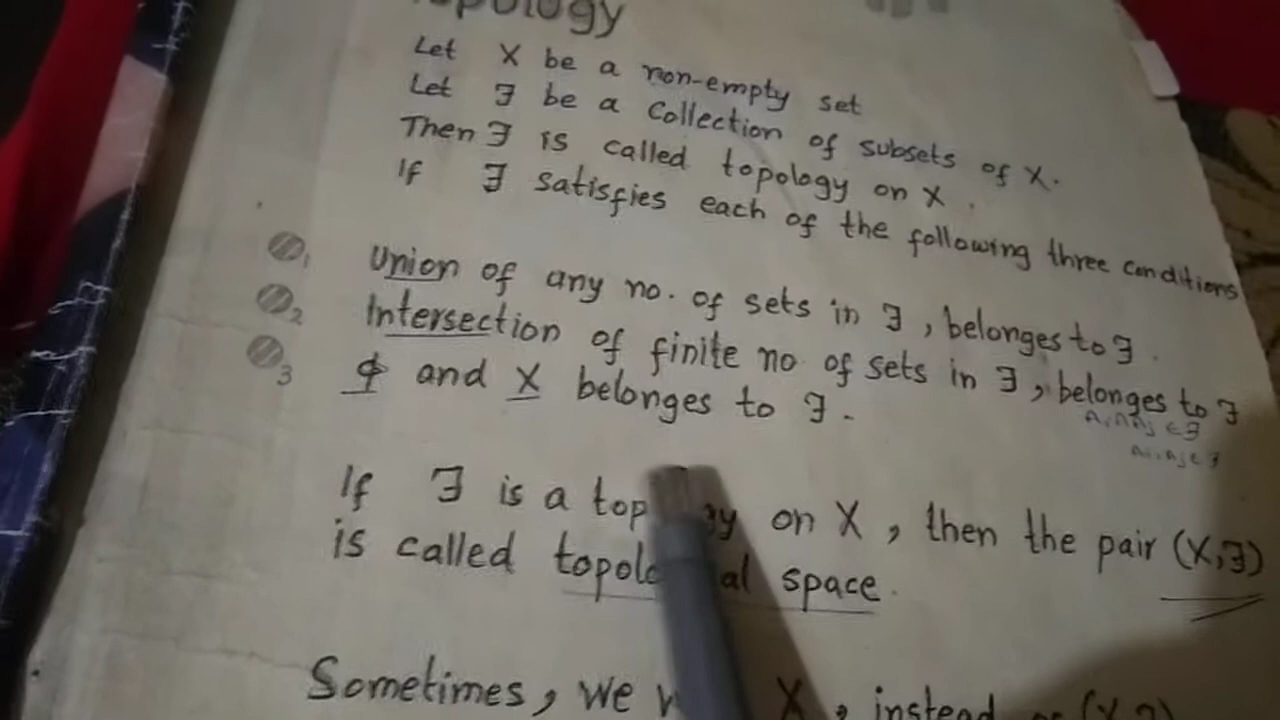 Topology
Let X be a non-empty set
Let ℑ be a Collection of subsets of X.
Then ℑ is called topology on X.
If ℑ satisfies each of the following three conditions
1 Union of any no. of sets in ℑ, belonges to ℑ.
2 Intersection of finite no of sets in ℑ, belonges to ℑ
3 ɸ and X belonges to ℑ.
If ℑ is a on X, then the pair (X,ℑ)
is called space.
Sometimes, we X, instead